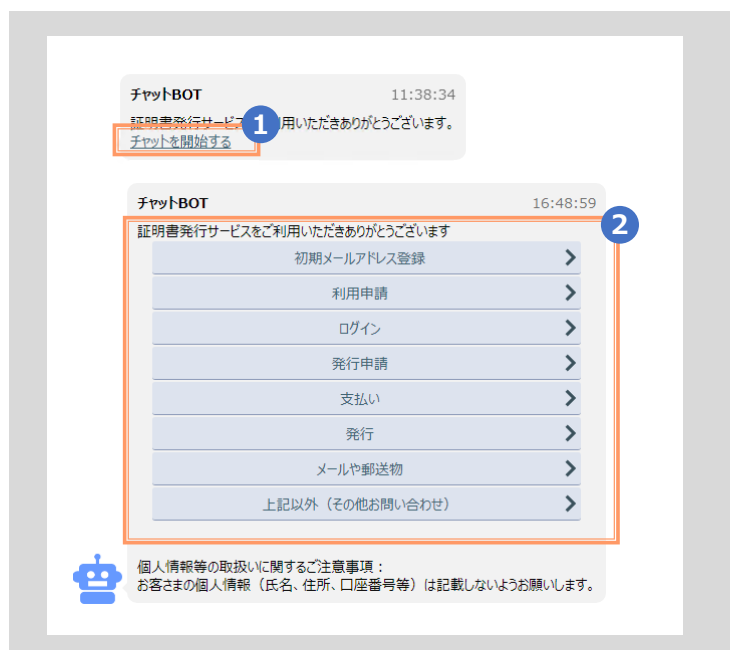 チャットBOT 11:38:34
証明書発行サービス 用いただきありがとうございます。
1
チャットを開始する
チャットBOT 16:48:59
2
証明書発行サービスをご利用いただきありがとうございます
初期メールアドレス登録
利用申請
ログイン
発行申請
支払い
発行
メールや郵送物
上記以外（その他お問い合わせ）
個人情報等の取扱いに関するご注意事項：
お客さまの個人情報（氏名、住所、口座番号等）は記載しないようお願いします。